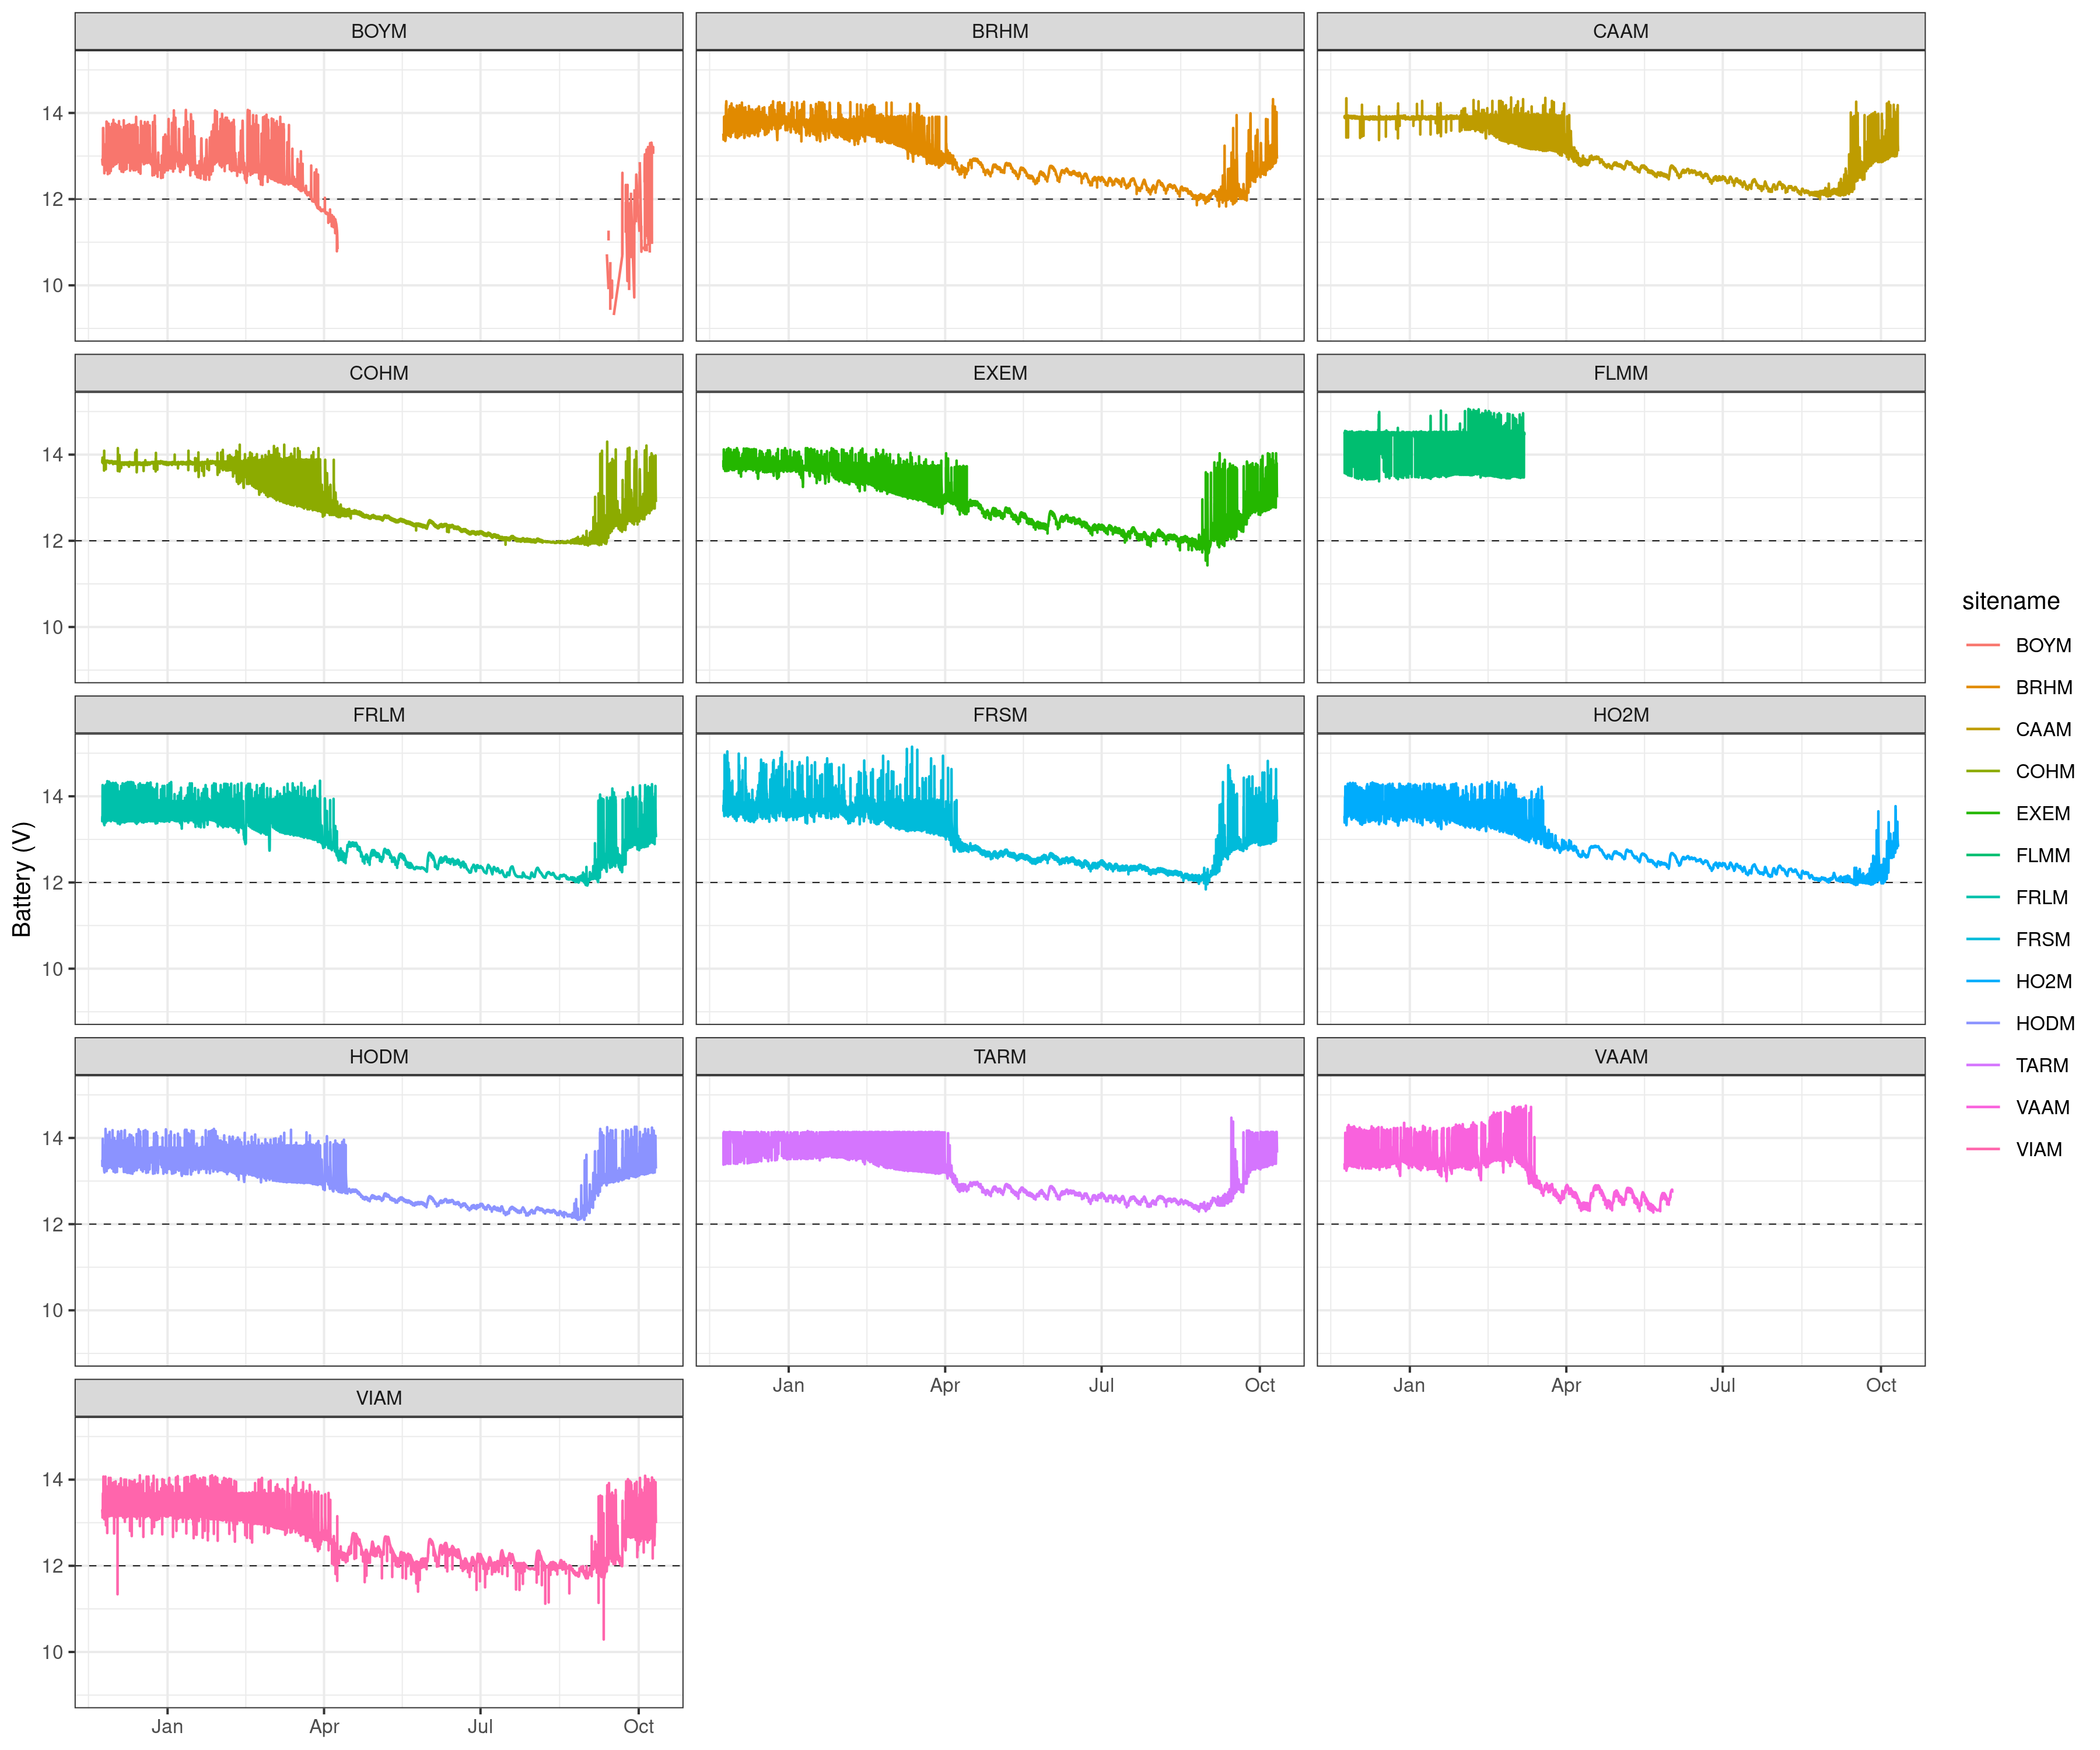 BOYM BRHM CAAM
14
12
10
COHM EXEM FLMM
14
12
10
FRLM FRSM HO2M
14
12
10
HODM TARM VAAM
14
12
10
Jan Apr Jul Oct Jan Apr Jul Oct
VIAM
14
12
10
Jan Apr Jul Oct
Battery (V)
sitename
BOYM
BRHM
CAAM
COHM
EXEM
FLMM
FRLM
FRSM
HO2M
HODM
TARM
VAAM
VIAM